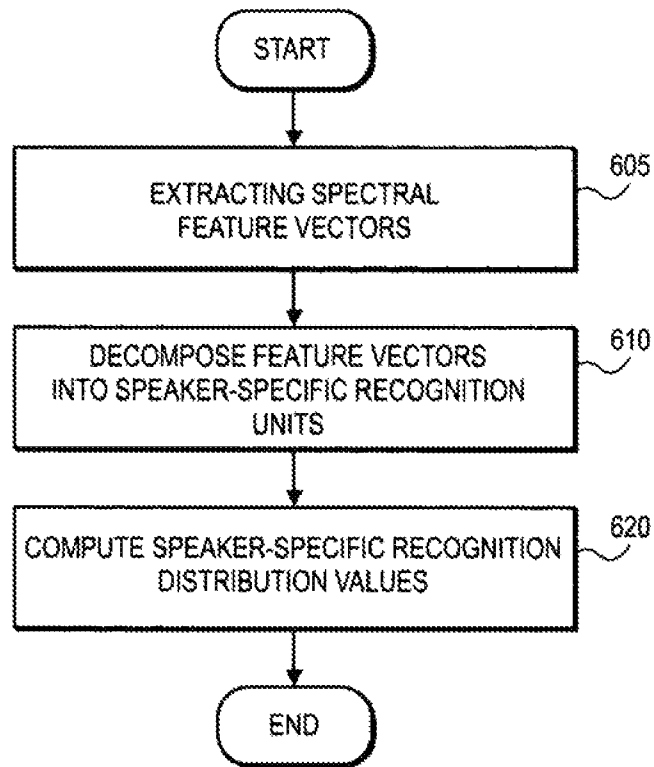 START
605
EXTRACTING SPECTRAL
FEATURE VECTORS
610
DECOMPOSE FEATURE VECTORS
INTO SPEAKER-SPECIFIC RECOGNITION
UNITS
620
COMPUTE SPEAKER-SPECIFIC RECOGNITION
DISTRIBUTION VALUES
END